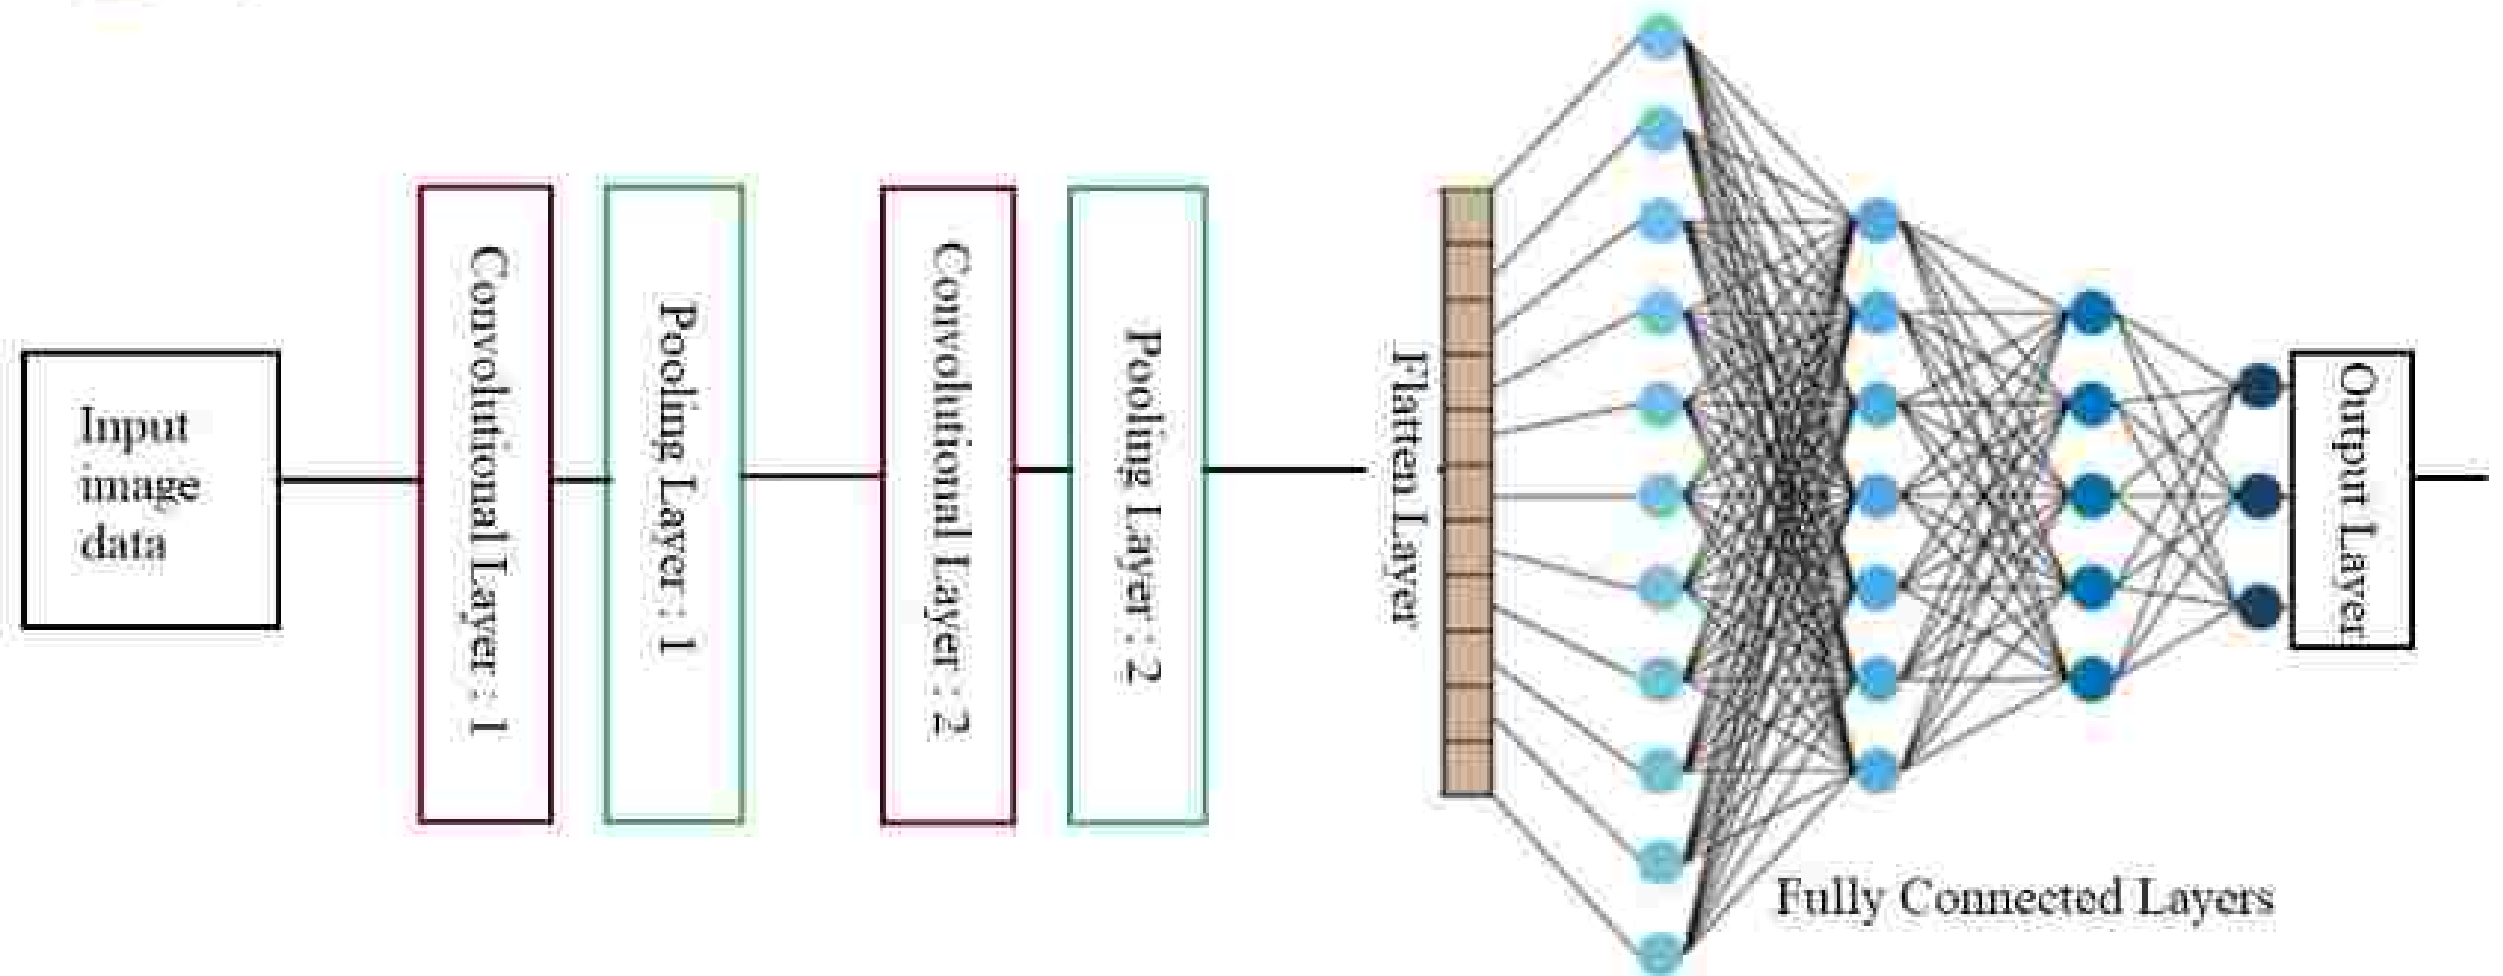 Input
image
data
Convolutional Layer : 1
Pooling Layer : 1
Convolutional Layer : 2
Pooling Layer : 2
Flatten Layer
Output Layer
Fully Connected Layers